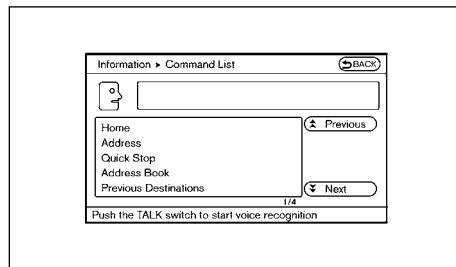 Information ▸ Command List
BACK
Home
Previous
Address
Quick Stop
Address Book
Previous Destinations
Next
1/4
Push the TALK switch to start voice recognition